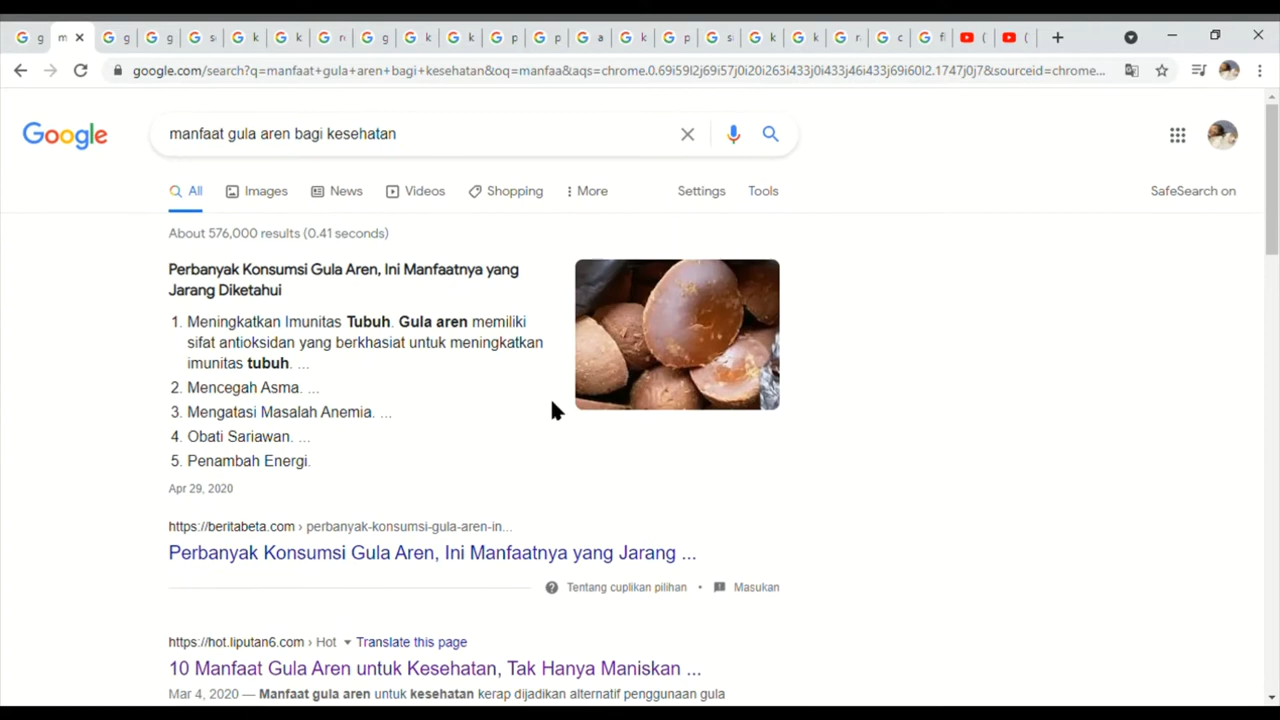 g
m
g
g
s
k
k
r
g
k
k
p
p
a
k
p
s
k
k
r
c
f
(
(
google.com/search?q=manfaat+gula+aren+bagi+kesehatan&oq=manfaa&aqs=chrome.0.69i59l2j69i57j0i20i263i433j0i433j46i433j69i60l2.1747j0j7&sourceid=chrome...
Google
manfaat gula aren bagi kesehatan
All Images News Videos Shopping More Settings Tools SafeSearch on
About 576,000 results (0.41 seconds)
Perbanyak Konsumsi Gula Aren, Ini Manfaatnya yang
Jarang Diketahui
1. Meningkatkan Imunitas Tubuh. Gula aren memiliki
sifat antioksidan yang berkhasiat untuk meningkatkan
imunitas tubuh. ...
2. Mencegah Asma. ...
3. Mengatasi Masalah Anemia. ...
4. Obati Sariawan. ...
5. Penambah Energi.
Apr 29, 2020
https://beritabeta.com › perbanyak-konsumsi-gula-aren-in...
Perbanyak Konsumsi Gula Aren, Ini Manfaatnya yang Jarang ...
Tentang cuplikan pilihan • Masukan
https://hot.liputan6.com › Hot Translate this page
10 Manfaat Gula Aren untuk Kesehatan, Tak Hanya Maniskan ...
Mar 4, 2020 — Manfaat gula aren untuk kesehatan kerap dijadikan alternatif penggunaan gula